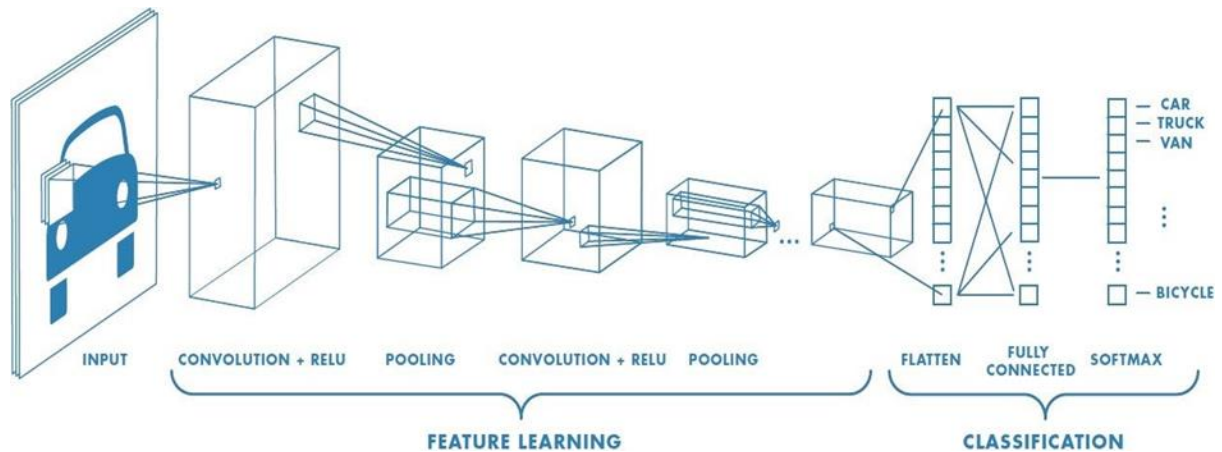 CAR
TRUCK
VAN
BICYCLE
INPUT
CONVOLUTION + RELU
POOLING
CONVOLUTION + RELU
POOLING
FLATTEN
FULLY
CONNECTED
SOFTMAX
FEATURE LEARNING
CLASSIFICATION